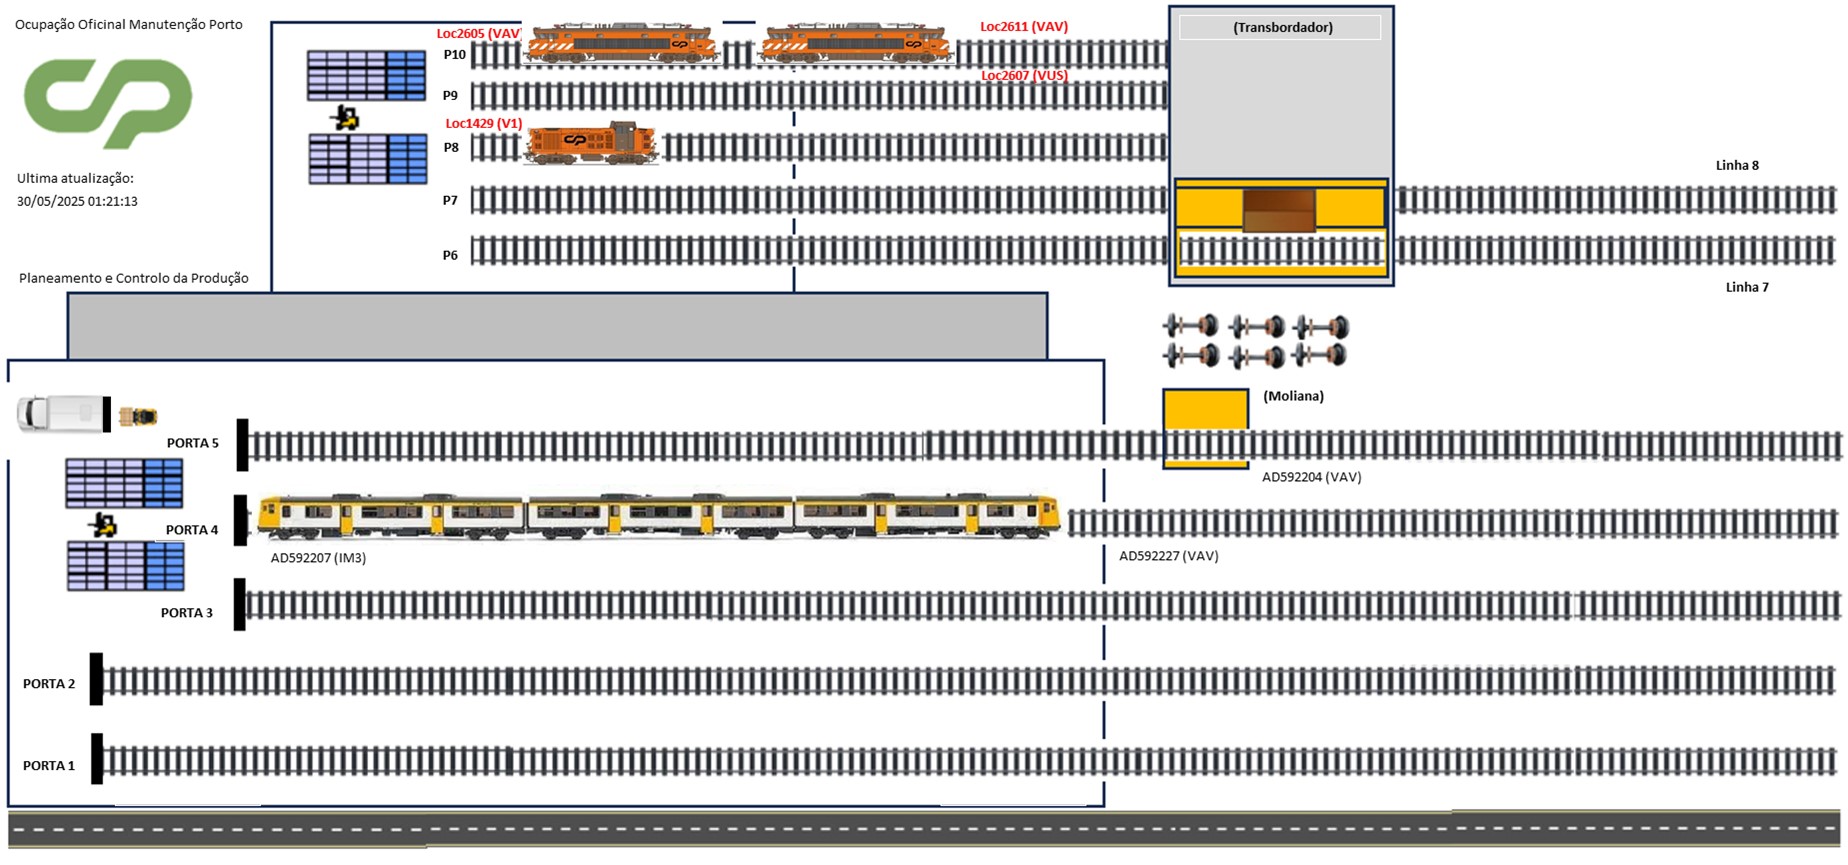 Ocupação Oficinal Manutenção Porto
Ultima atualização:
30/05/2025 01:21:13
Planeamento e Controlo da Produção
Loc2605 (VAV)
Loc2611 (VAV)
P10
Loc2607 (VUS)
P9
Loc1429 (V1)
P8
P7
P6
(Transbordador)
Linha 8
Linha 7
(Moliana)
PORTA 5
AD592204 (VAV)
PORTA 4
AD592207 (IM3)
AD592227 (VAV)
PORTA 3
PORTA 2
PORTA 1